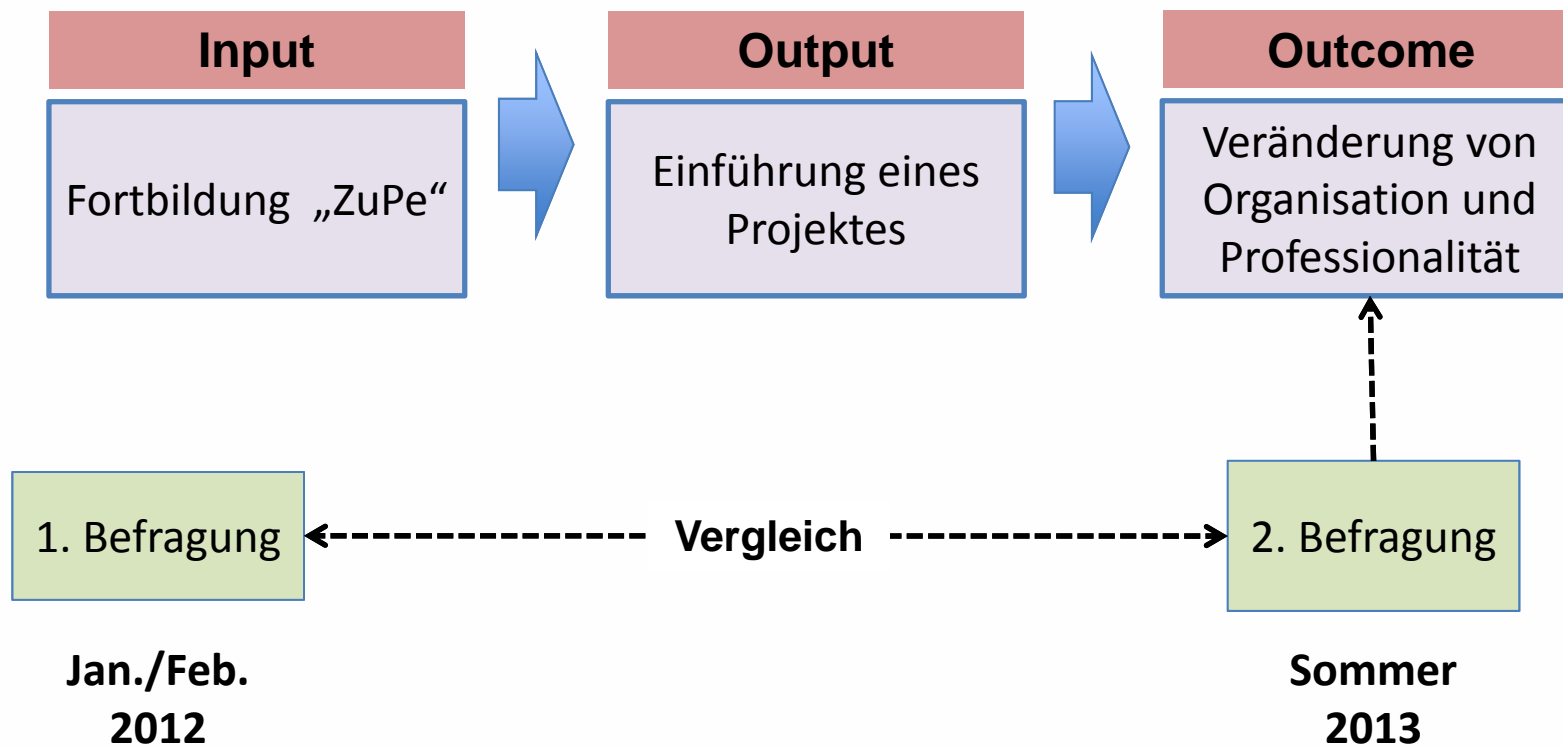 Input
Fortbildung „ZuPe“
Output
Einführung eines
Projektes
Outcome
Veränderung von
Organisation und
Professionalität
1. Befragung
Vergleich
2. Befragung
Jan./Feb.
2012
Sommer
2013